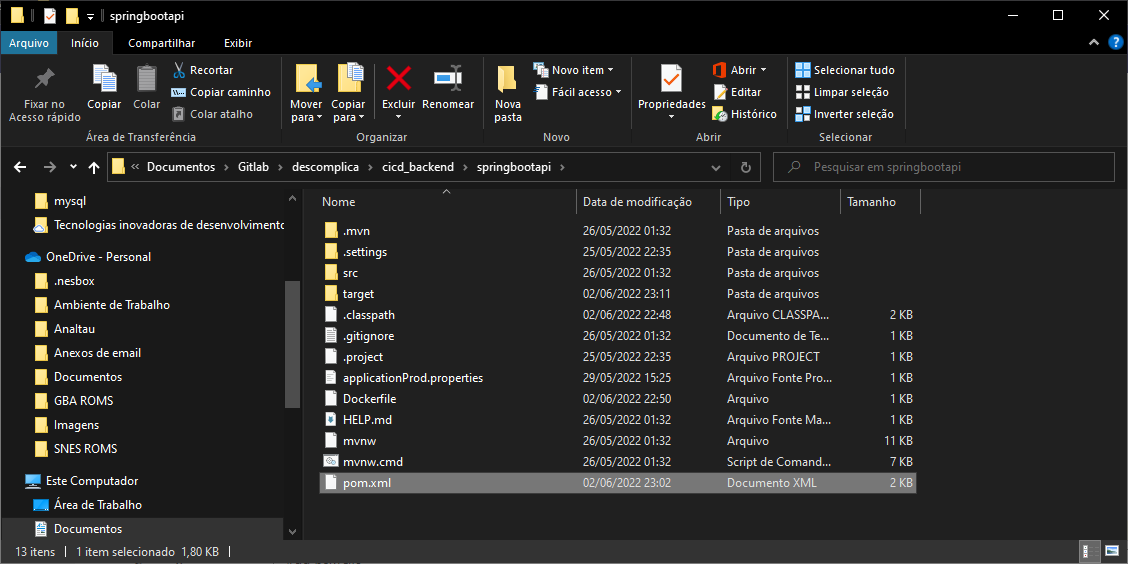 springbootapi
Arquivo Início Compartilhar Exibir
Fixar no Acesso rápido
Copiar
Colar
Recortar
Copiar caminho
Colar atalho
Área de Transferência
Mover para
Copiar para
Excluir
Renomear
Organizar
Nova pasta
Novo item
Fácil acesso
Novo
Propriedades
Abrir
Editar
Histórico
Abrir
Selecionar tudo
Limpar seleção
Inverter seleção
Selecionar
« Documentos › Gitlab › descomplica › cicd_backend › springbootapi ›
Pesquisar em springbootapi
mysql
Tecnologias inovadoras de desenvolvimento
OneDrive - Personal
.nesbox
Ambiente de Trabalho
Analtau
Anexos de email
Documentos
GBA ROMS
Imagens
SNES ROMS
Este Computador
Área de Trabalho
Documentos
Nome Data de modificação Tipo Tamanho
.mvn 26/05/2022 01:32 Pasta de arquivos
.settings 25/05/2022 22:35 Pasta de arquivos
src 26/05/2022 01:32 Pasta de arquivos
target 02/06/2022 23:11 Pasta de arquivos
.classpath 02/06/2022 22:48 Arquivo CLASSPA... 2 KB
.gitignore 26/05/2022 01:32 Documento de Te... 1 KB
.project 25/05/2022 22:35 Arquivo PROJECT 1 KB
applicationProd.properties 29/05/2022 15:25 Arquivo Fonte Pro... 1 KB
Dockerfile 02/06/2022 22:50 Arquivo 1 KB
HELP.md 26/05/2022 01:32 Arquivo Fonte Ma... 1 KB
mvnw 26/05/2022 01:32 Arquivo 11 KB
mvnw.cmd 26/05/2022 01:32 Script de Comand... 7 KB
pom.xml 02/06/2022 23:02 Documento XML 2 KB
13 itens 1 item selecionado 1,80 KB